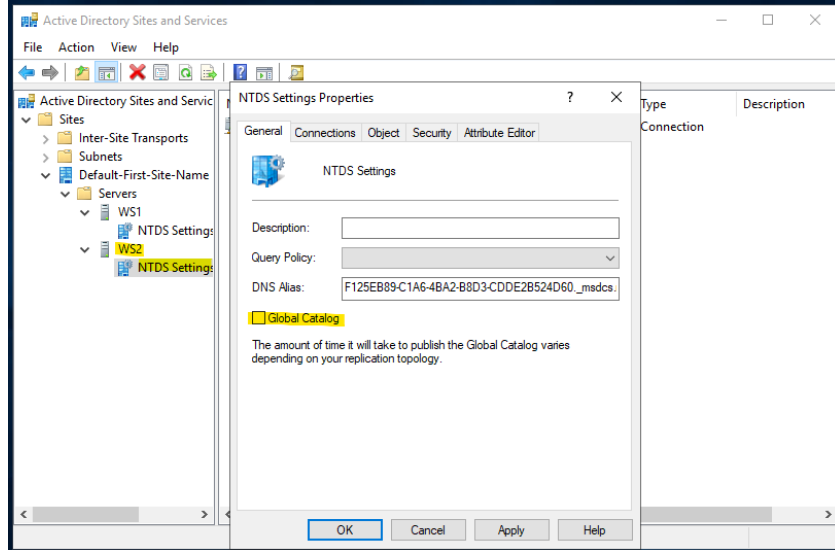 Active Directory Sites and Services
File Action View Help
Active Directory Sites and Servic
Sites
Inter-Site Transports
Subnets
Default-First-Site-Name
Servers
WS1
NTDS Settings
WS2
NTDS Settings
Type Description
Connection
NTDS Settings Properties ? ×
General Connections Object Security Attribute Editor
NTDS Settings
Description:
Query Policy:
DNS Alias: F125EB89-C1A6-4BA2-B8D3-CDDE2B524D60._msdcs.
Global Catalog
The amount of time it will take to publish the Global Catalog varies
depending on your replication topology.
OK Cancel Apply Help